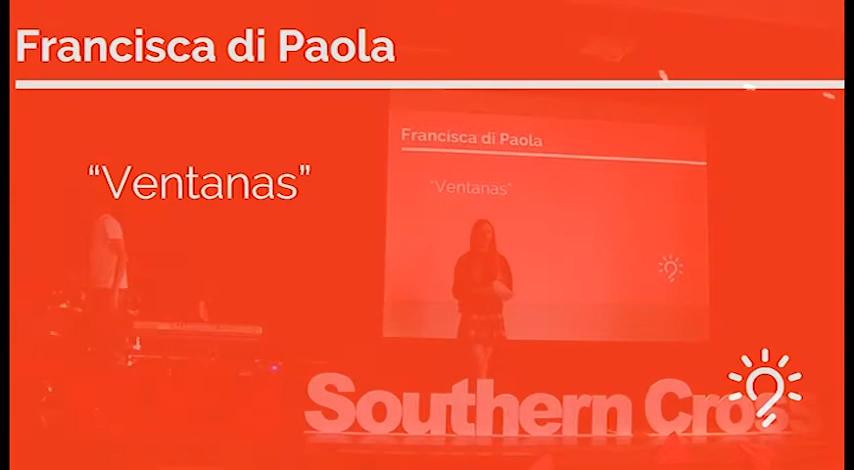 Francisca di Paola
“Ventanas”
Francisca di Paola
"Ventanas"
Southern Cross